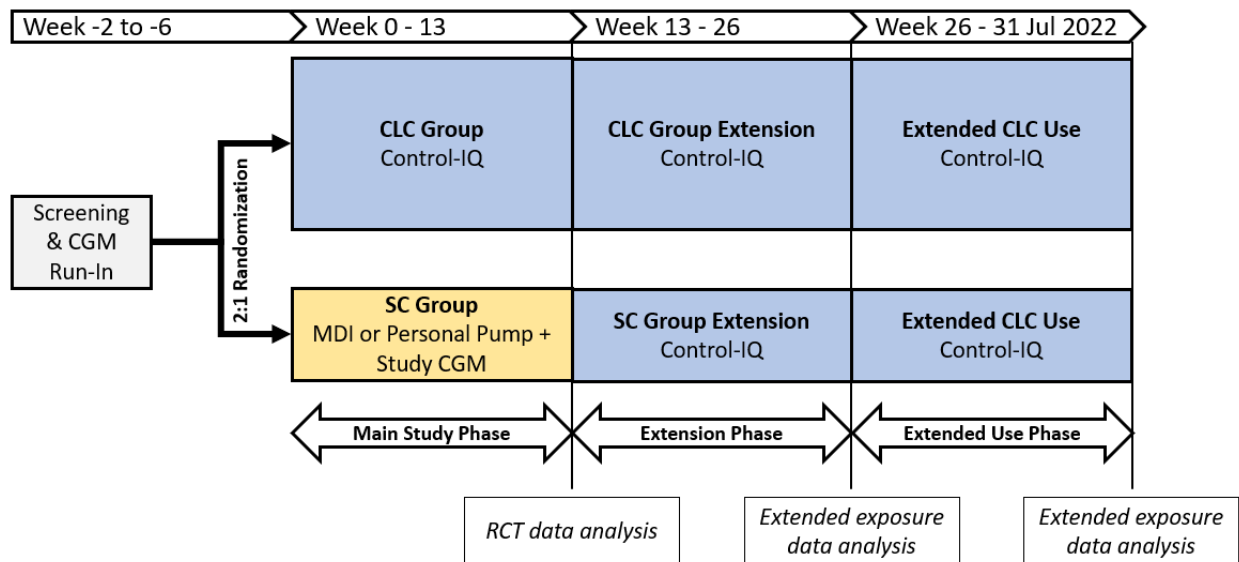 Week -2 to -6
Week 0 - 13
Week 13 - 26
Week 26 - 31 Jul 2022
Screening
& CGM
Run-In
2:1 Randomization
CLC Group
Control-IQ
CLC Group Extension
Control-IQ
Extended CLC Use
Control-IQ
SC Group
MDI or Personal Pump +
Study CGM
SC Group Extension
Control-IQ
Extended CLC Use
Control-IQ
Main Study Phase
Extension Phase
Extended Use Phase
RCT data analysis
Extended exposure
data analysis
Extended exposure
data analysis